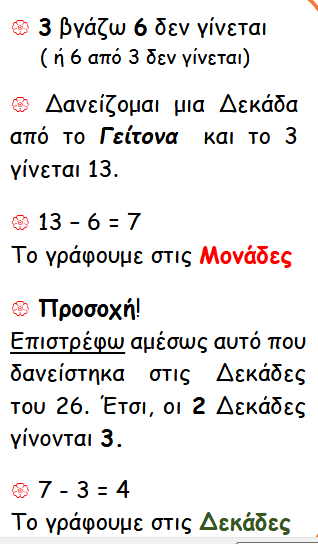 3 βγάζω 6 δεν γίνεται
( ή 6 από 3 δεν γίνεται)
Δανείζομαι μια Δεκάδα
από το Γείτονα και το 3
γίνεται 13.
13 – 6 = 7
Το γράφουμε στις Μονάδες
Προσοχή!
Επιστρέφω αμέσως αυτό που
δανείστηκα στις Δεκάδες
του 26. Έτσι, οι 2 Δεκάδες
γίνονται 3.
7 - 3 = 4
Το γράφουμε στις Δεκάδες